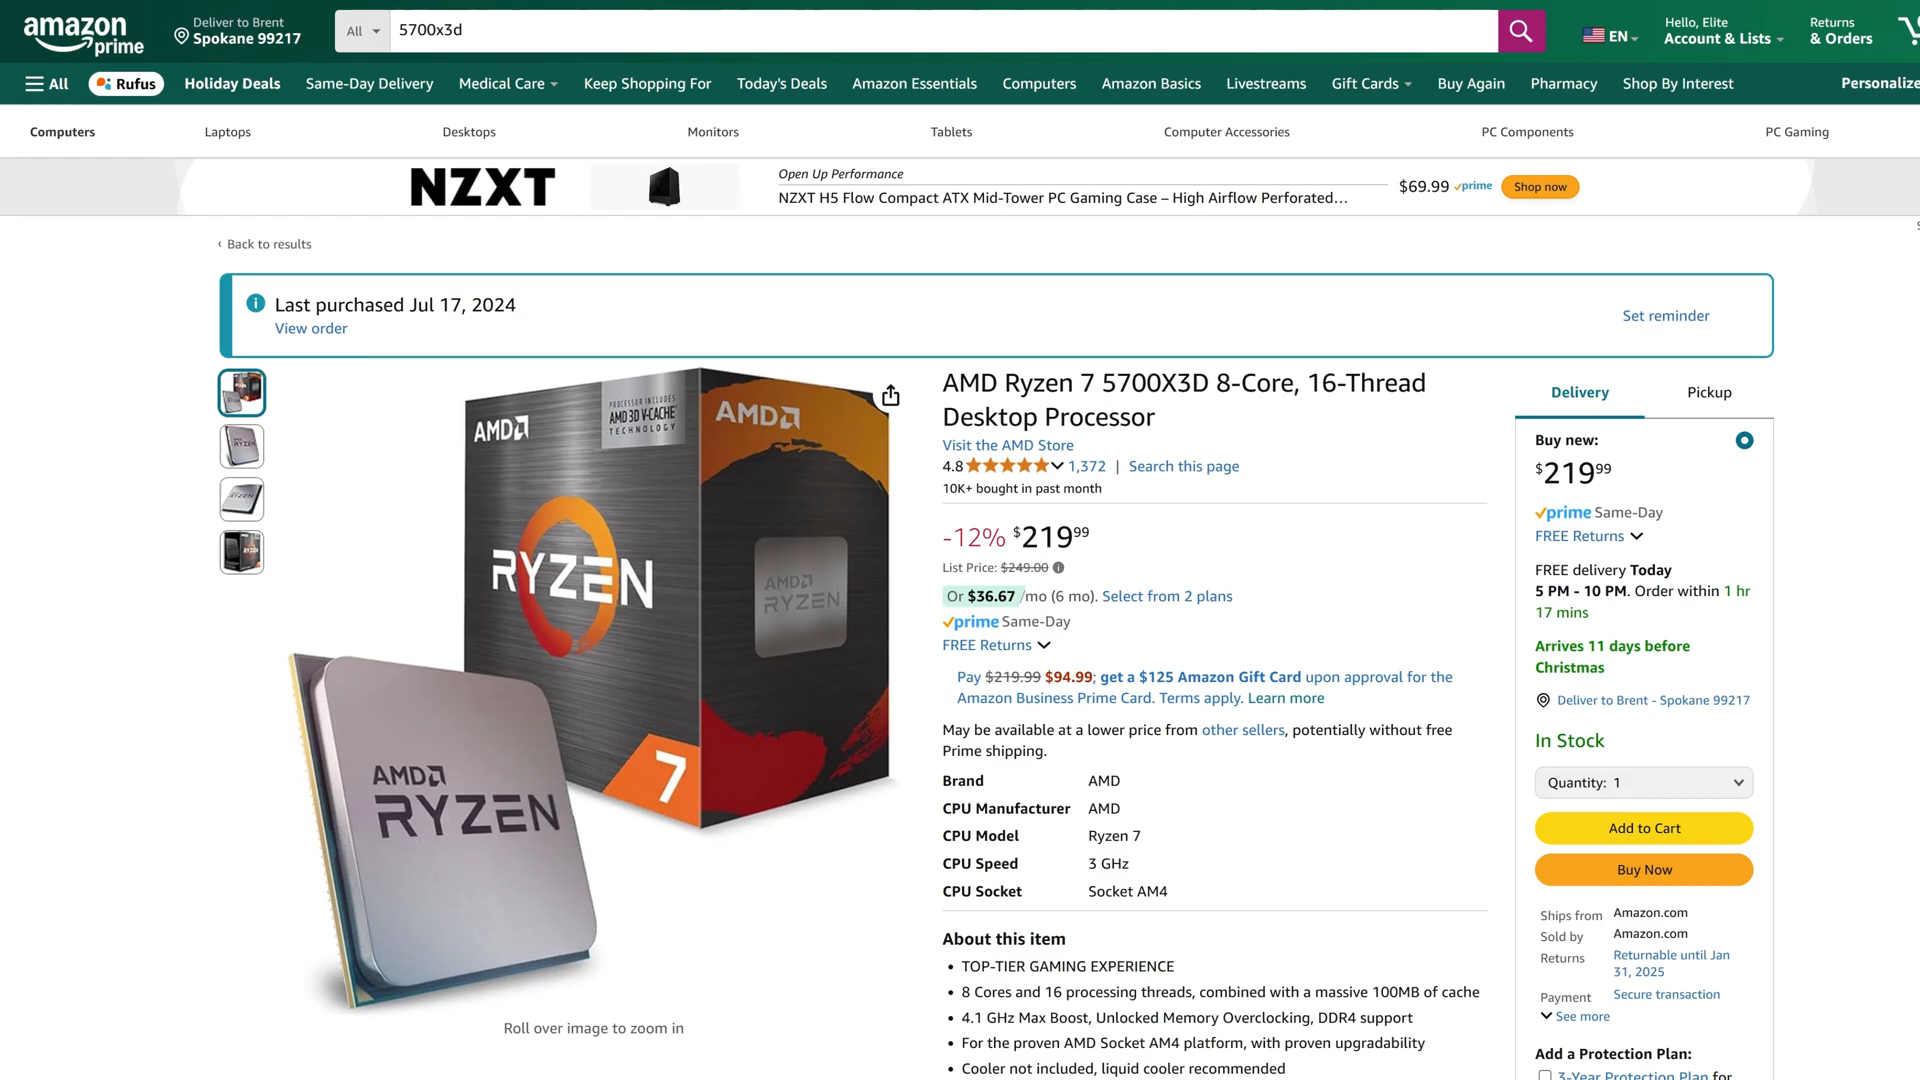 amazon prime
Deliver to Brent
Spokane 99217
All
5700x3d
EN
Hello, Elite
Account & Lists
Returns
& Orders
All
Rufus
Holiday Deals
Same-Day Delivery
Medical Care
Keep Shopping For
Today's Deals
Amazon Essentials
Computers
Amazon Basics
Livestreams
Gift Cards
Buy Again
Pharmacy
Shop By Interest
Personalize
Computers
Laptops
Desktops
Monitors
Tablets
Computer Accessories
PC Components
PC Gaming
NZXT
Open Up Performance
NZXT H5 Flow Compact ATX Mid-Tower PC Gaming Case – High Airflow Perforated…
$69.99 prime
Shop now
‹ Back to results
Last purchased Jul 17, 2024
View order
Set reminder
AMD
PROCESSOR INCLUDES
AMD 3D V-CACHE
TECHNOLOGY
AMD
RYZEN
AMD
RYZEN
7
AMD
RYZEN
Roll over image to zoom in
AMD Ryzen 7 5700X3D 8-Core, 16-Thread
Desktop Processor
Visit the AMD Store
4.8 1,372 | Search this page
10K+ bought in past month
-12% $219 99
List Price: $249.00
Or $36.67 /mo (6 mo). Select from 2 plans
prime Same-Day
FREE Returns
Pay $219.99 $94.99; get a $125 Amazon Gift Card upon approval for the
Amazon Business Prime Card. Terms apply. Learn more
May be available at a lower price from other sellers, potentially without free
Prime shipping.
Brand AMD
CPU Manufacturer AMD
CPU Model Ryzen 7
CPU Speed 3 GHz
CPU Socket Socket AM4
About this item
• TOP-TIER GAMING EXPERIENCE
• 8 Cores and 16 processing threads, combined with a massive 100MB of cache
• 4.1 GHz Max Boost, Unlocked Memory Overclocking, DDR4 support
• For the proven AMD Socket AM4 platform, with proven upgradability
• Cooler not included, liquid cooler recommended
Delivery
Pickup
Buy new:
$219 99
prime Same-Day
FREE Returns
FREE delivery Today
5 PM - 10 PM. Order within 1 hr
17 mins
Arrives 11 days before
Christmas
Deliver to Brent - Spokane 99217
In Stock
Quantity: 1
Add to Cart
Buy Now
Ships from Amazon.com
Sold by Amazon.com
Returns Returnable until Jan
31, 2025
Payment Secure transaction
See more
Add a Protection Plan:
3-Year Protection Plan for